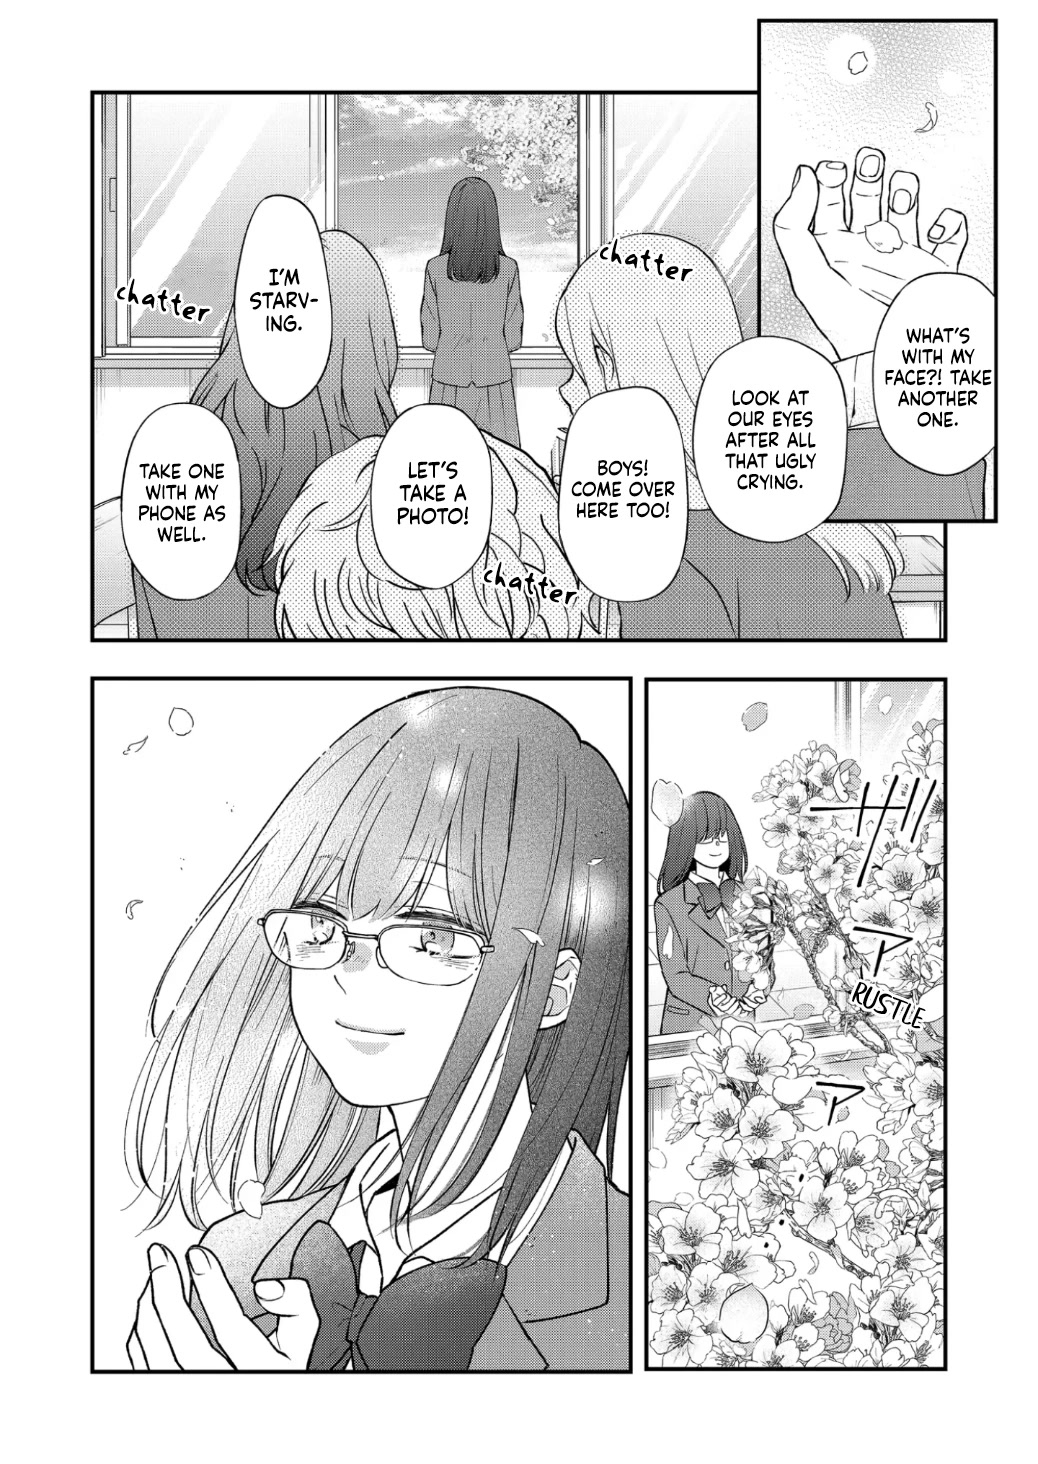 WHAT'S
WITH MY
FACE?! TAKE
ANOTHER
ONE.
LOOK AT
OUR EYES
AFTER ALL
THAT UGLY
CRYING.
chatter
BOYS!
COME OVER
HERE TOO!
LET'S
TAKE A
PHOTO!
chatter
I'M
STARV-
ING.
chatter
TAKE ONE
WITH MY
PHONE AS
WELL.
RUSTLE